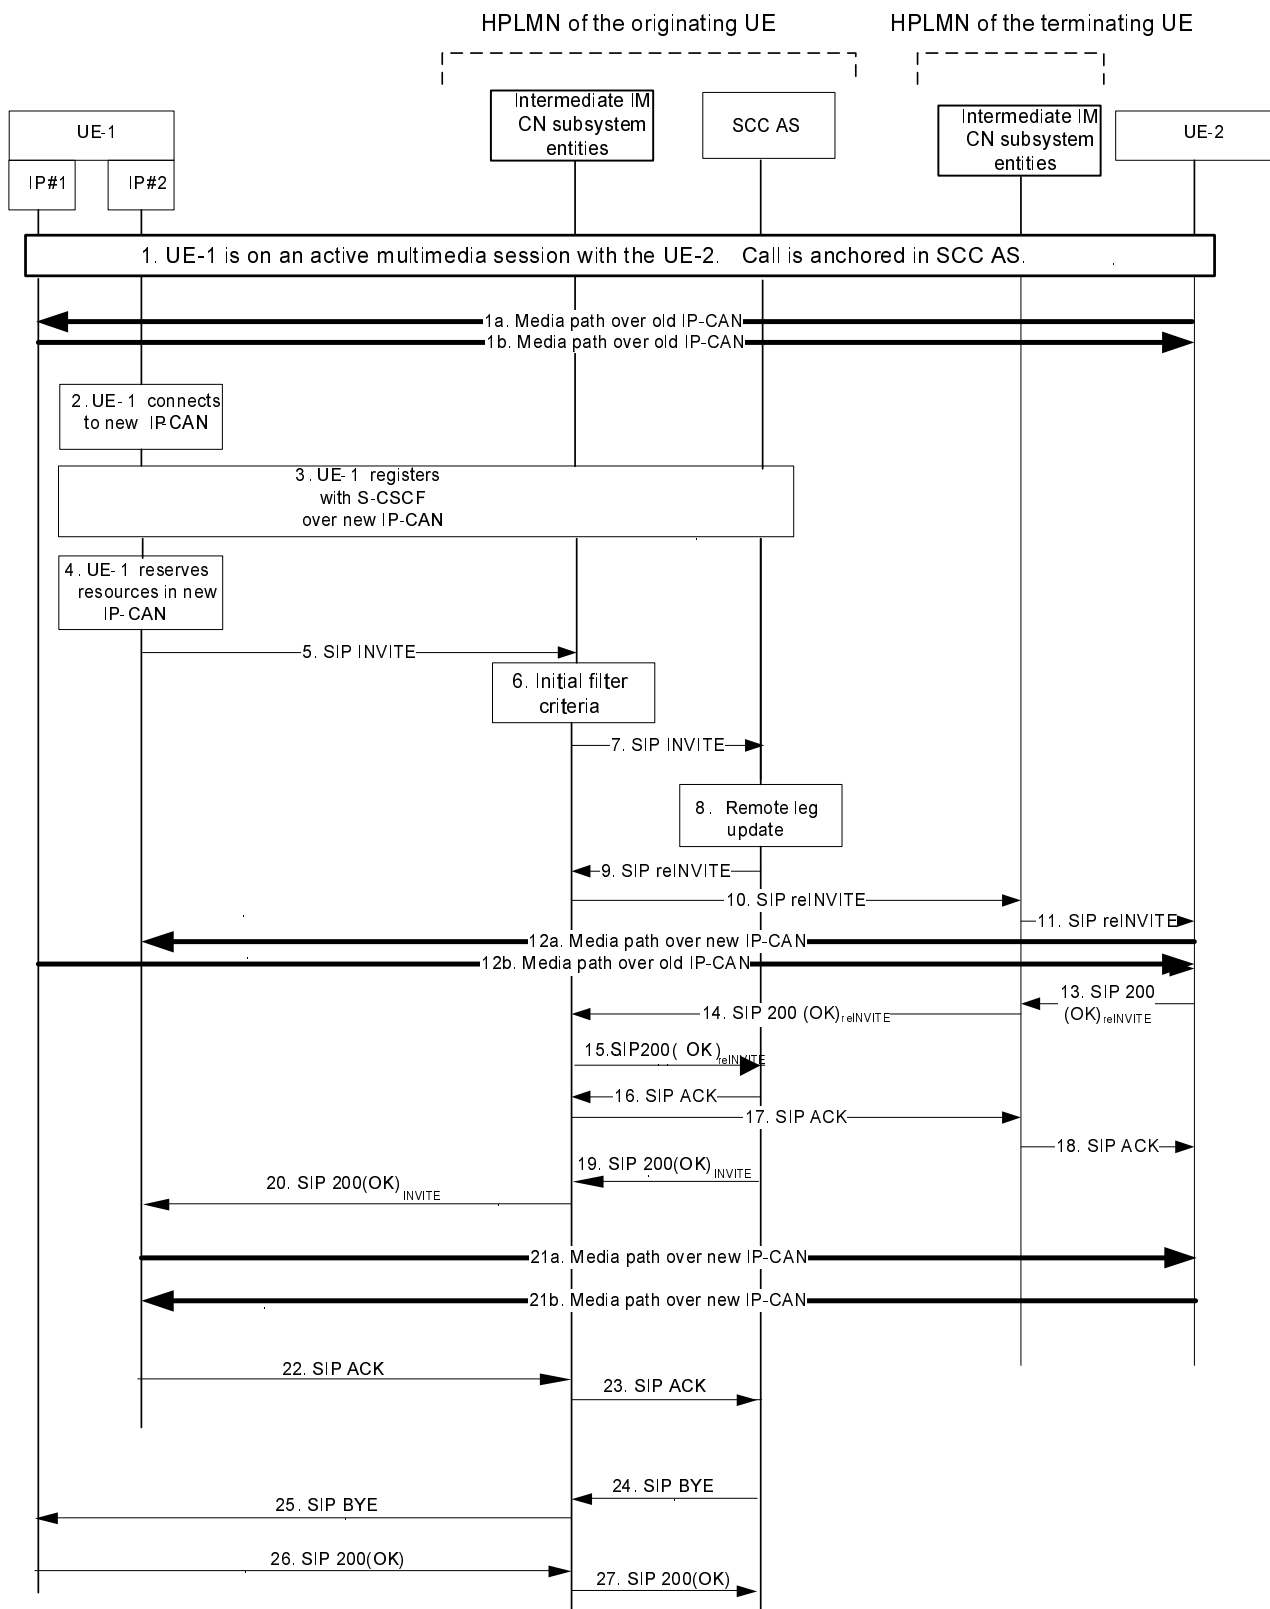 HPLMN of the originating UE
HPLMN of the terminating UE
UE-1
IP#1
IP#2
Intermediate IM
CN subsystem
entities
SCC AS
Intermediate IM
CN subsystem
entities
UE-2
1. UE-1 is on an active multimedia session with the UE-2. Call is anchored in SCC AS.
1a. Media path over old IP-CAN
1b. Media path over old IP-CAN
2. UE-1 connects
to new IP-CAN
3. UE-1 registers
with S-CSCF
over new IP-CAN
4. UE-1 reserves
resources in new
IP-CAN
5. SIP INVITE
6. Initial filter
criteria
7. SIP INVITE
8. Remote leg
update
9. SIP reINVITE
10. SIP reINVITE
11. SIP reINVITE
12a. Media path over new IP-CAN
12b. Media path over old IP-CAN
13. SIP 200
(OK)reINVITE
14. SIP 200 (OK)reINVITE
15.SIP200( OK)reINVITE
16. SIP ACK
17. SIP ACK
18. SIP ACK
19. SIP 200(OK)INVITE
20. SIP 200(OK)INVITE
21a. Media path over new IP-CAN
21b. Media path over new IP-CAN
22. SIP ACK
23. SIP ACK
24. SIP BYE
25. SIP BYE
26. SIP 200(OK)
27. SIP 200(OK)